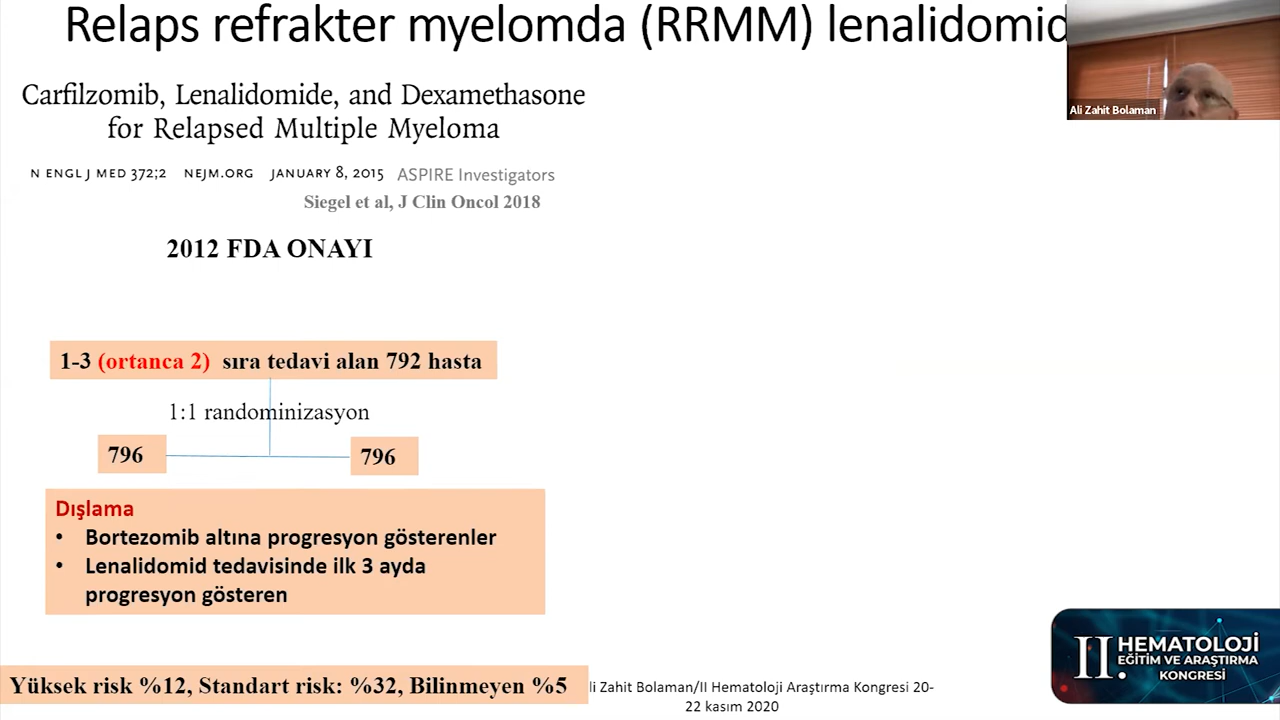 Relaps refrakter myelomda (RRMM) lenalidomid
Ali Zahit Bolaman
Carfilzomib, Lenalidomide, and Dexamethasone
for Relapsed Multiple Myeloma
N ENGL J MED 372;2 NEJM.ORG JANUARY 8, 2015 ASPIRE Investigators
Siegel et al, J Clin Oncol 2018
2012 FDA ONAYI
1-3 (ortanca 2) sıra tedavi alan 792 hasta
1:1 randominizasyon
796 796
Dışlama
• Bortezomib altına progresyon gösterenler
• Lenalidomid tedavisinde ilk 3 ayda
progresyon gösteren
Yüksek risk %12, Standart risk: %32, Bilinmeyen %5
li Zahit Bolaman/II Hematoloji Araştırma Kongresi 20-
22 kasım 2020
II. HEMATOLOJİ
EĞİTİM VE ARAŞTIRMA
KONGRESİ